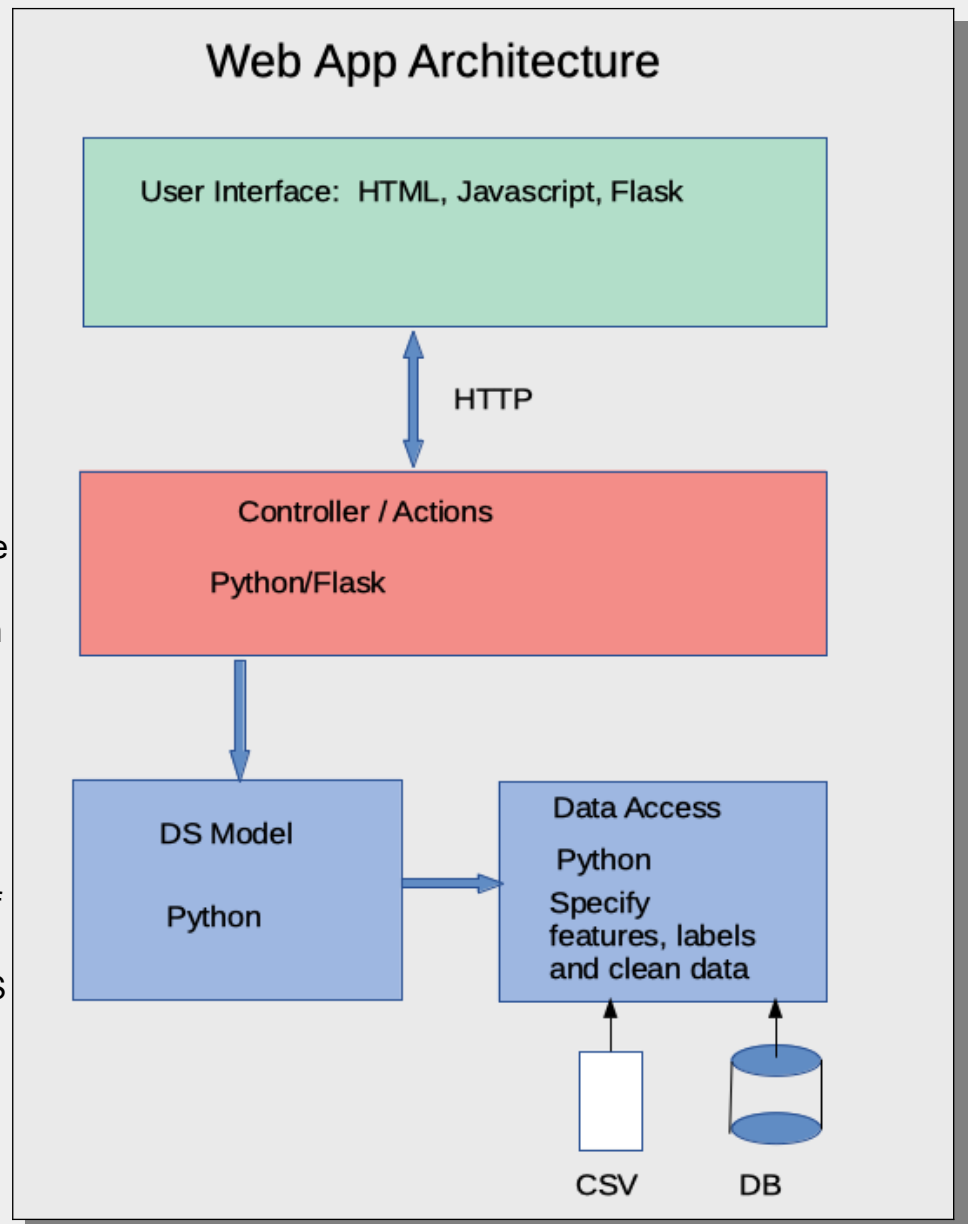 Web App Architecture
User Interface: HTML, Javascript, Flask
HTTP
Controller / Actions
Python/Flask
DS Model
Python
Data Access
Python
Specify
features, labels
and clean data
CSV
DB